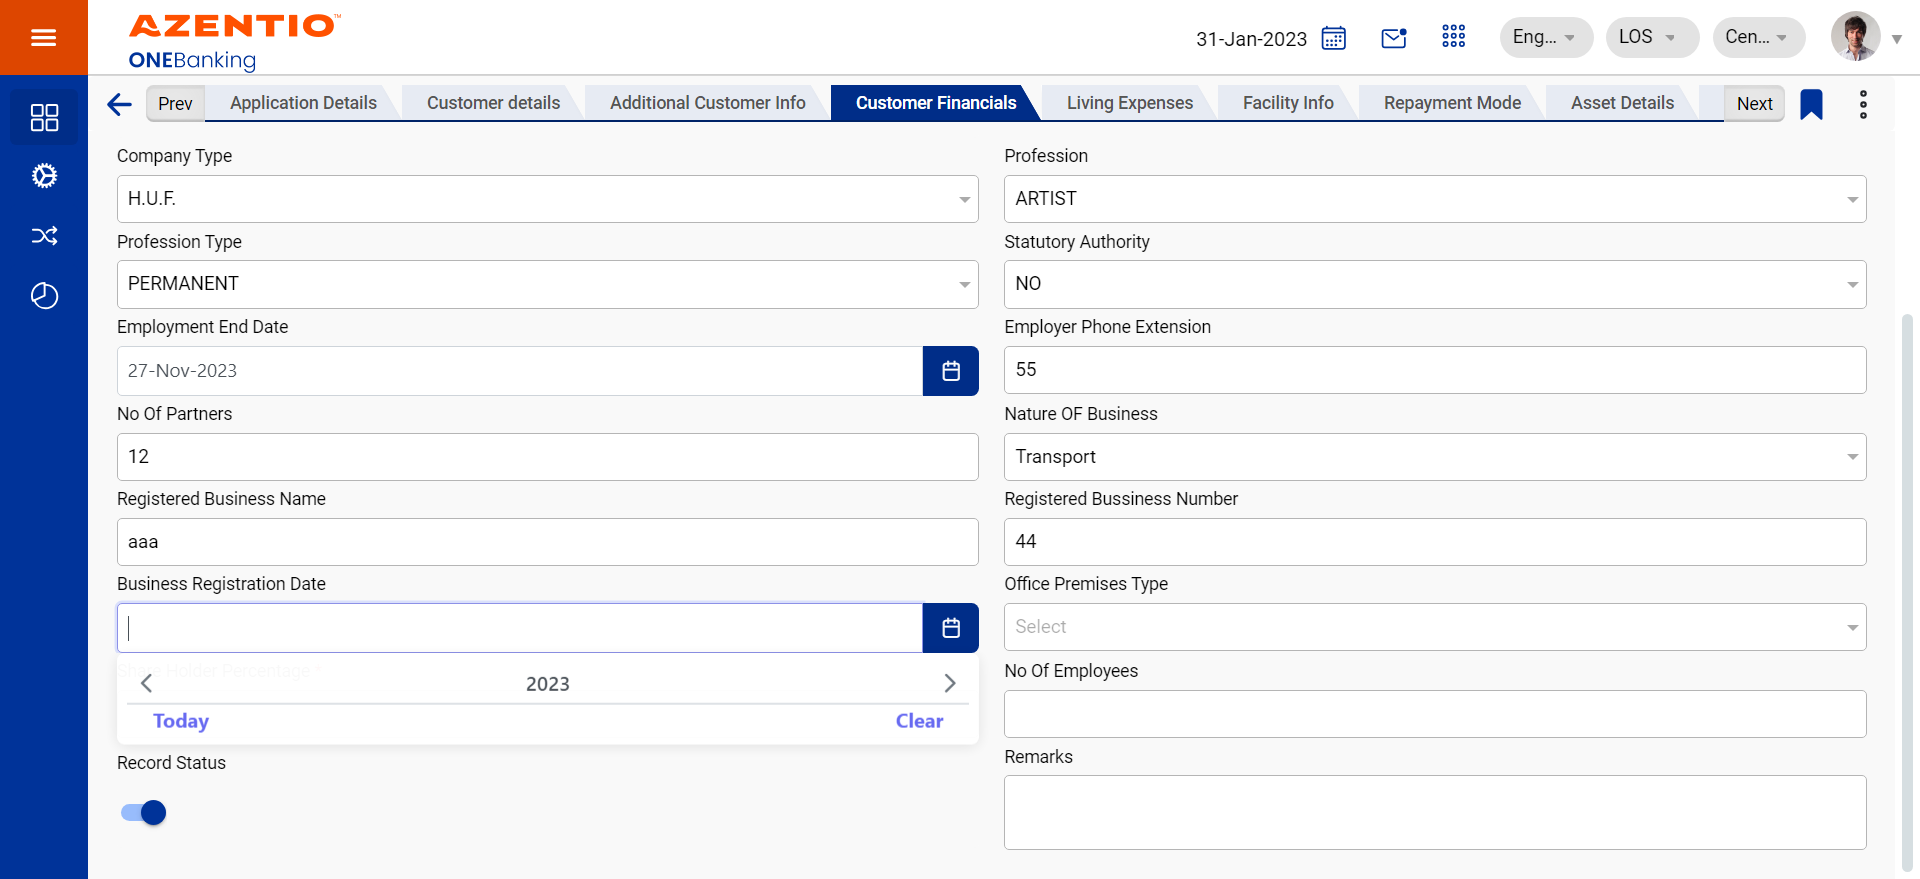 AZENTIO™
ONEBanking
31-Jan-2023
Eng...
LOS
Cen...
Prev
Application Details
Customer details
Additional Customer Info
Customer Financials
Living Expenses
Facility Info
Repayment Mode
Asset Details
Next
Company Type
Profession
H.U.F.
ARTIST
Profession Type
Statutory Authority
PERMANENT
NO
Employment End Date
Employer Phone Extension
27-Nov-2023
55
No Of Partners
Nature OF Business
12
Transport
Registered Business Name
Registered Bussiness Number
aaa
44
Business Registration Date
Office Premises Type
Select
Share Holder Percentage *
No Of Employees
2023
Today
Clear
Record Status
Remarks